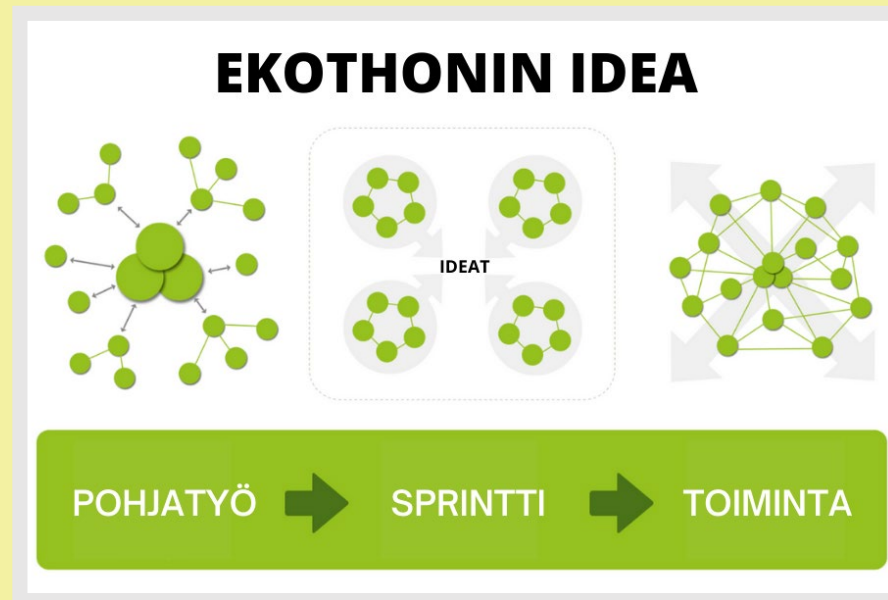 EKOTHONIN IDEA
IDEAT
POHJATYÖ
SPRINTTI
TOIMINTA